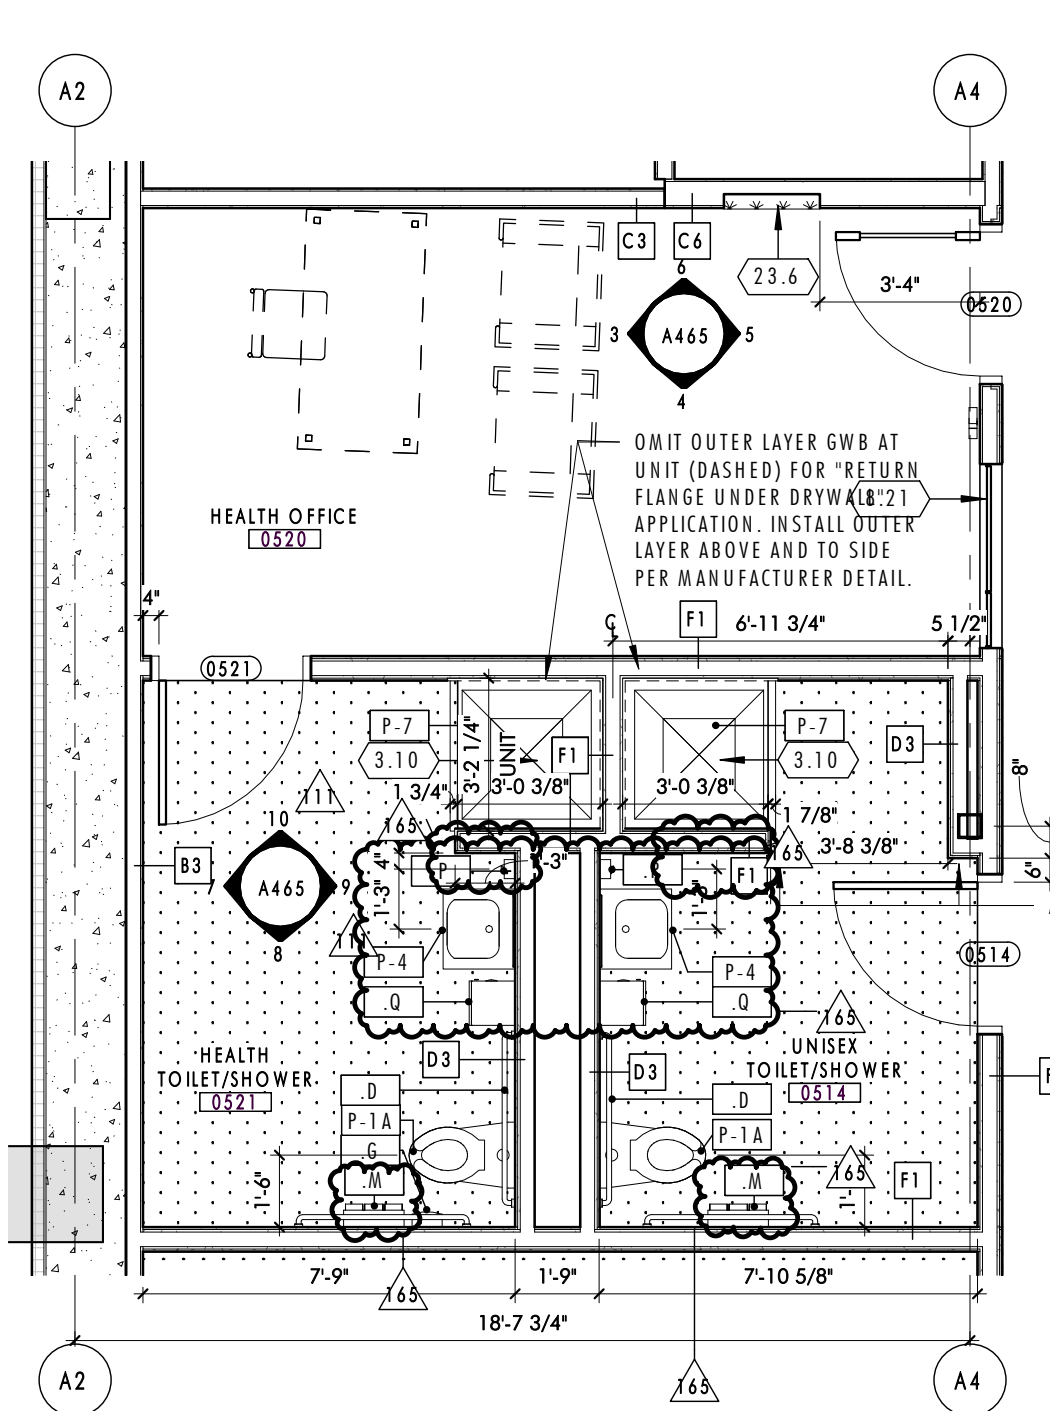 A2
A4
C3
C6
23.6
3'-4"
0520
6
3
A465
5
4
OMIT OUTER LAYER GWB AT
UNIT (DASHED) FOR "RETURN
FLANGE UNDER DRYWALL"
8.21
APPLICATION. INSTALL OUTER
LAYER ABOVE AND TO SIDE
PER MANUFACTURER DETAIL.
HEALTH OFFICE
0520
4"
F1
6'-11 3/4"
5 1/2"
0521
P-7
3.10
3'-2 1/4"
UNIT
F1
P-7
3.10
D3
8"
111
1 3/4"
3'-0 3/8"
3'-0 3/8"
1 7/8"
165
165
3'-8 3/8"
10
B3
7
A465
9
8
4"
1'-3"
F1
6"
111
P-4
.Q
P-4
.Q
0514
165
HEALTH
TOILET/SHOWER
0521
D3
D3
UNISEX
TOILET/SHOWER
0514
.D
P-1A
.G
.M
.D
P-1A
.M
165
1'-6"
F1
7'-9"
1'-9"
7'-10 5/8"
165
18'-7 3/4"
A2
165
A4